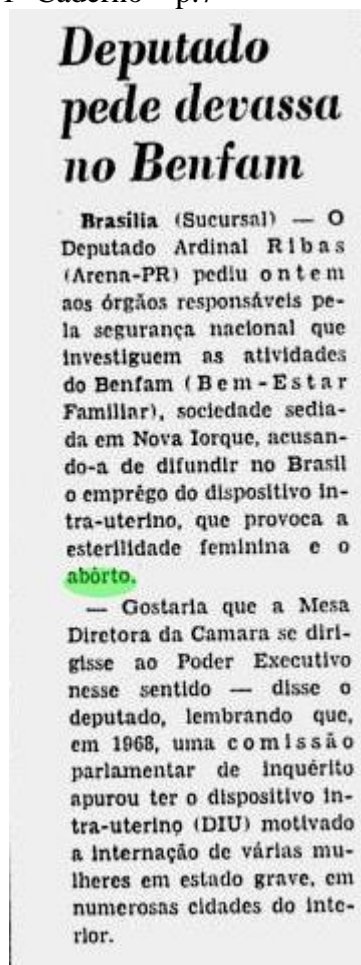 1º Caderno – p.7
Deputado
pede devassa
no Benfam
Brasília (Sucursal) — O
Deputado Ardinal Ribas
(Arena-PR) pediu ontem
aos órgãos responsáveis pe-
la segurança nacional que
investiguem as atividades
do Benfam (Bem-Estar
Familiar), sociedade sedia-
da em Nova Iorque, acusan-
do-a de difundir no Brasil
o emprêgo do dispositivo in-
tra-uterino, que provoca a
esterilidade feminina e o
abôrto.
— Gostaria que a Mesa
Diretora da Camara se diri-
gisse ao Poder Executivo
nesse sentido — disse o
deputado, lembrando que,
em 1968, uma comissão
parlamentar de inquérito
apurou ter o dispositivo in-
tra-uterino (DIU) motivado
a internação de várias mu-
lheres em estado grave, em
numerosas cidades do inte-
rior.